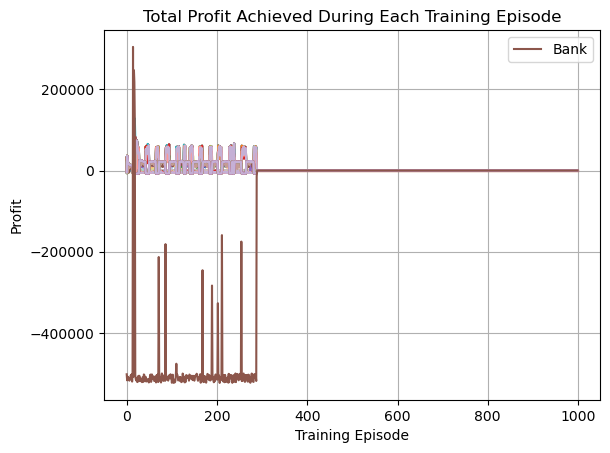 Total Profit Achieved During Each Training Episode
Bank
200000
0
−200000
−400000
Profit
0
200
400
600
800
1000
Training Episode